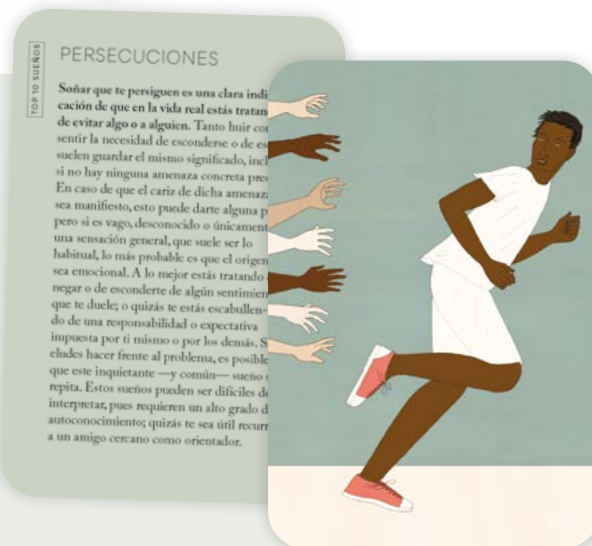 TOP 10 SUEÑOS
PERSECUCIONES
Soñar que te persiguen es una clara indi
cación de que en la vida real estás tratan
de evitar algo o a alguien. Tanto huir co
sentir la necesidad de esconderse o de es
suelen guardar el mismo significado, incl
si no hay ninguna amenaza concreta pres
En caso de que el cariz de dicha amenaz
sea manifiesto, esto puede darte alguna p
pero si es vago, desconocido o únicament
una sensación general, que suele ser lo
habitual, lo más probable es que el origen
sea emocional. A lo mejor estás tratando
negar o de esconderte de algún sentimien
que te duele; o quizás te estás escabullen-
do de una responsabilidad o expectativa
impuesta por ti mismo o por los demás. S
eludes hacer frente al problema, es posible
que este inquietante —y común— sueño
repita. Estos sueños pueden ser difíciles de
interpretar, pues requieren un alto grado d
autoconocimiento; quizás te sea útil recurr
a un amigo cercano como orientador.